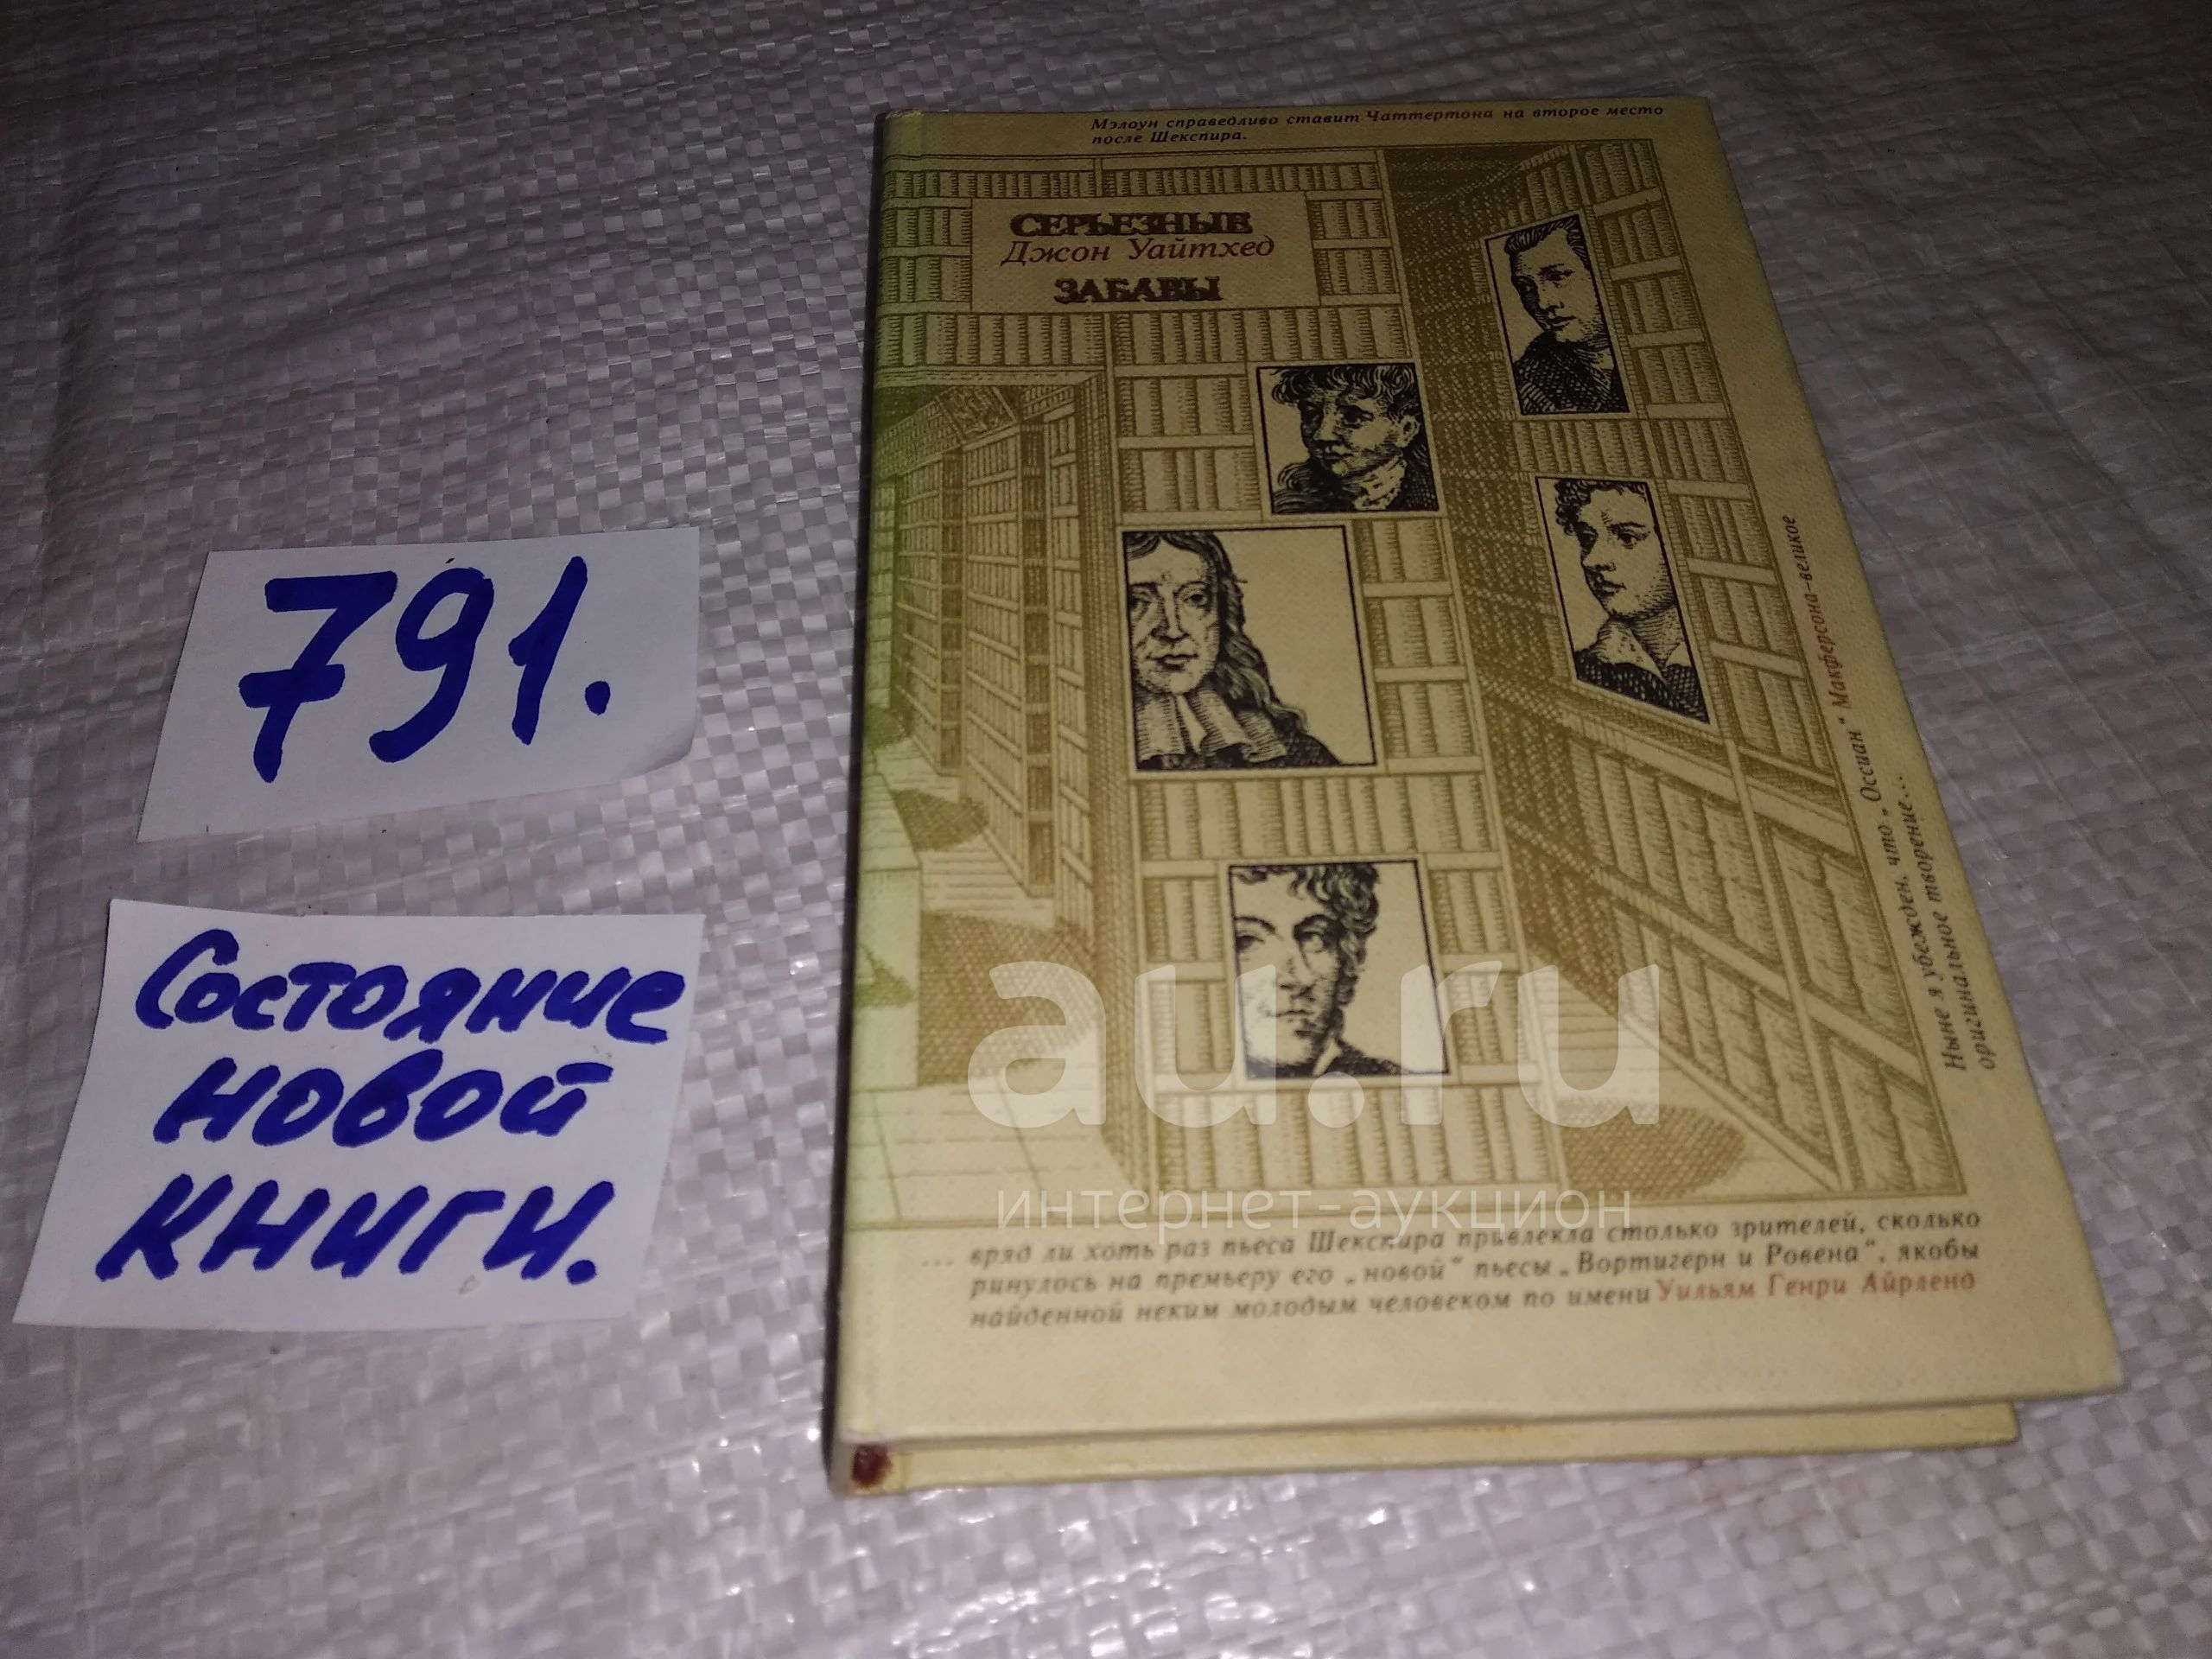 791.
Состояние
новой
книги.
Мэлоун справедливо ставит Чаттертона на второе место
после Шекспира.
СЕРЬЕЗНЫЕ
Джон Уайтхед
ЗАБАВЫ
Ныне я убежден, что „Оссиан“ Макферсона–великое
оригинальное творение...
au.ru
интернет-аукцион
... вряд ли хоть раз пьеса Шекспира привлекла столько зрителей, сколько
ринулось на премьеру его „новой“ пьесы „Вортигерн и Ровена“, якобы
найденной неким молодым человеком по имени Уильям Генри Айрленд